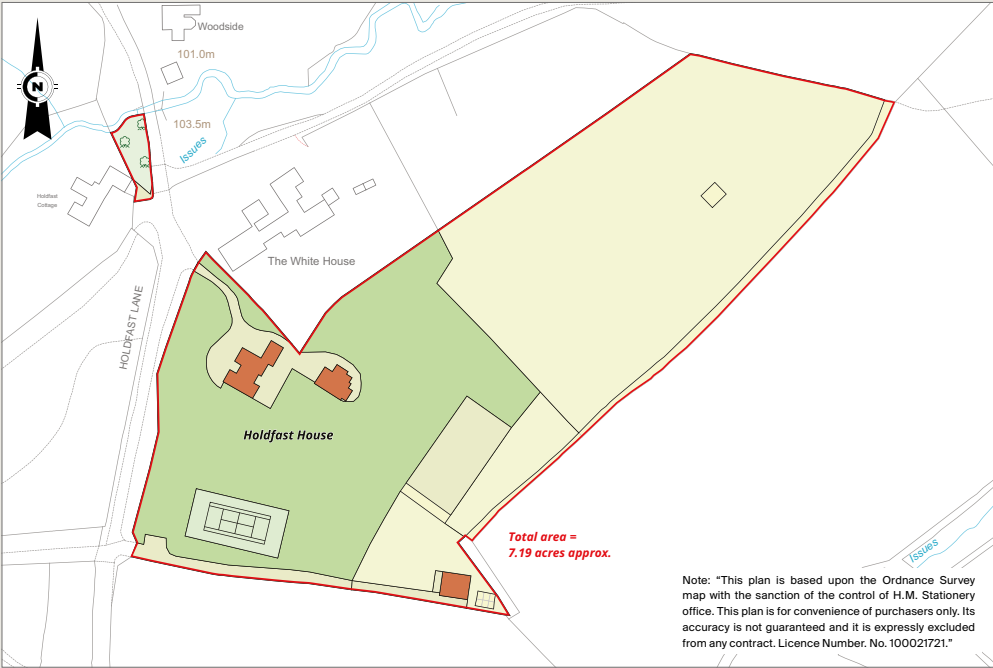 Woodside
101.0m
N
103.5m
Issues
Holdfast
Cottage
The White House
HOLDFAST LANE
Holdfast House
Total area =
7.19 acres approx.
Issues
Note: “This plan is based upon the Ordnance Survey
map with the sanction of the control of H.M. Stationery
office. This plan is for convenience of purchasers only. Its
accuracy is not guaranteed and it is expressly excluded
from any contract. Licence Number. No. 100021721.”